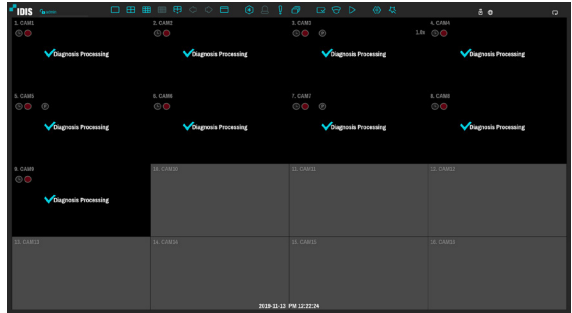 IDIS
1. CAM1
2. CAM2
3. CAM3
1.0s
4. CAM4
Diagnosis Processing
Diagnosis Processing
Diagnosis Processing
Diagnosis Processing
5. CAM5
6. CAM6
7. CAM7
8. CAM8
Diagnosis Processing
Diagnosis Processing
Diagnosis Processing
Diagnosis Processing
9. CAM9
10. CAM10
11. CAM11
12. CAM12
Diagnosis Processing
13. CAM13
14. CAM14
15. CAM15
16. CAM16
2019-11-13 PM 12:22:24